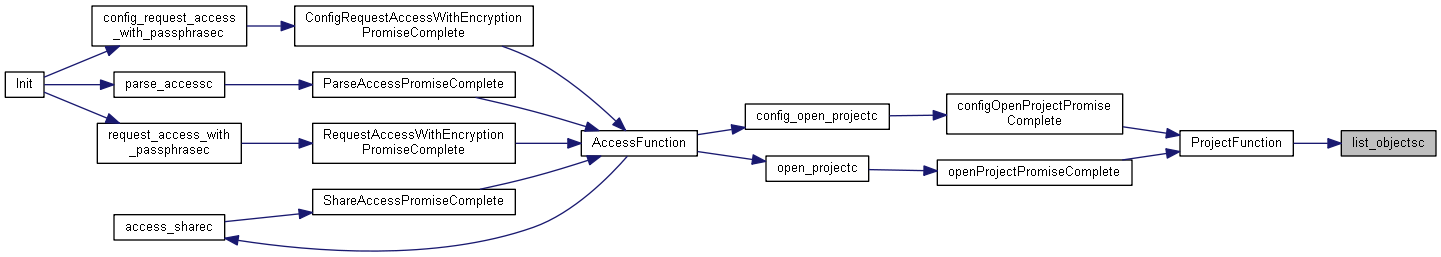 Init
config_request_access
_with_passphrasec
parse_accessc
request_access_with
_passphrasec
access_sharec
ConfigRequestAccessWithEncryption
PromiseComplete
ParseAccessPromiseComplete
RequestAccessWithEncryption
PromiseComplete
ShareAccessPromiseComplete
AccessFunction
config_open_projectc
open_projectc
configOpenProjectPromise
Complete
openProjectPromiseComplete
ProjectFunction
list_objectsc